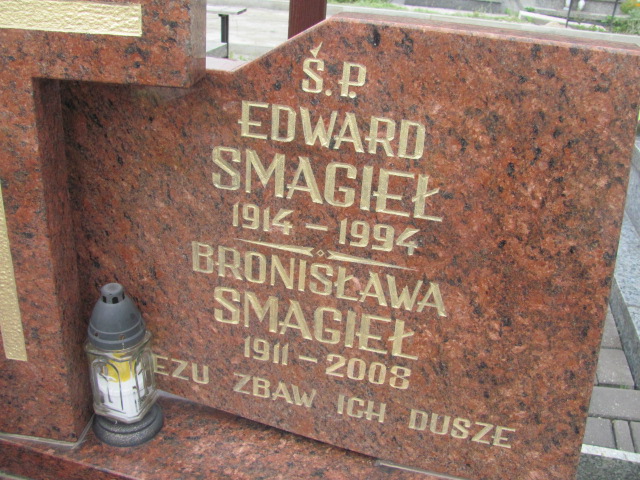 Ś.P.
EDWARD
SMAGIEŁ
1914 – 1994
BRONISŁAWA
SMAGIEŁ
1911 – 2008
EZU ZBAW ICH DUSZE